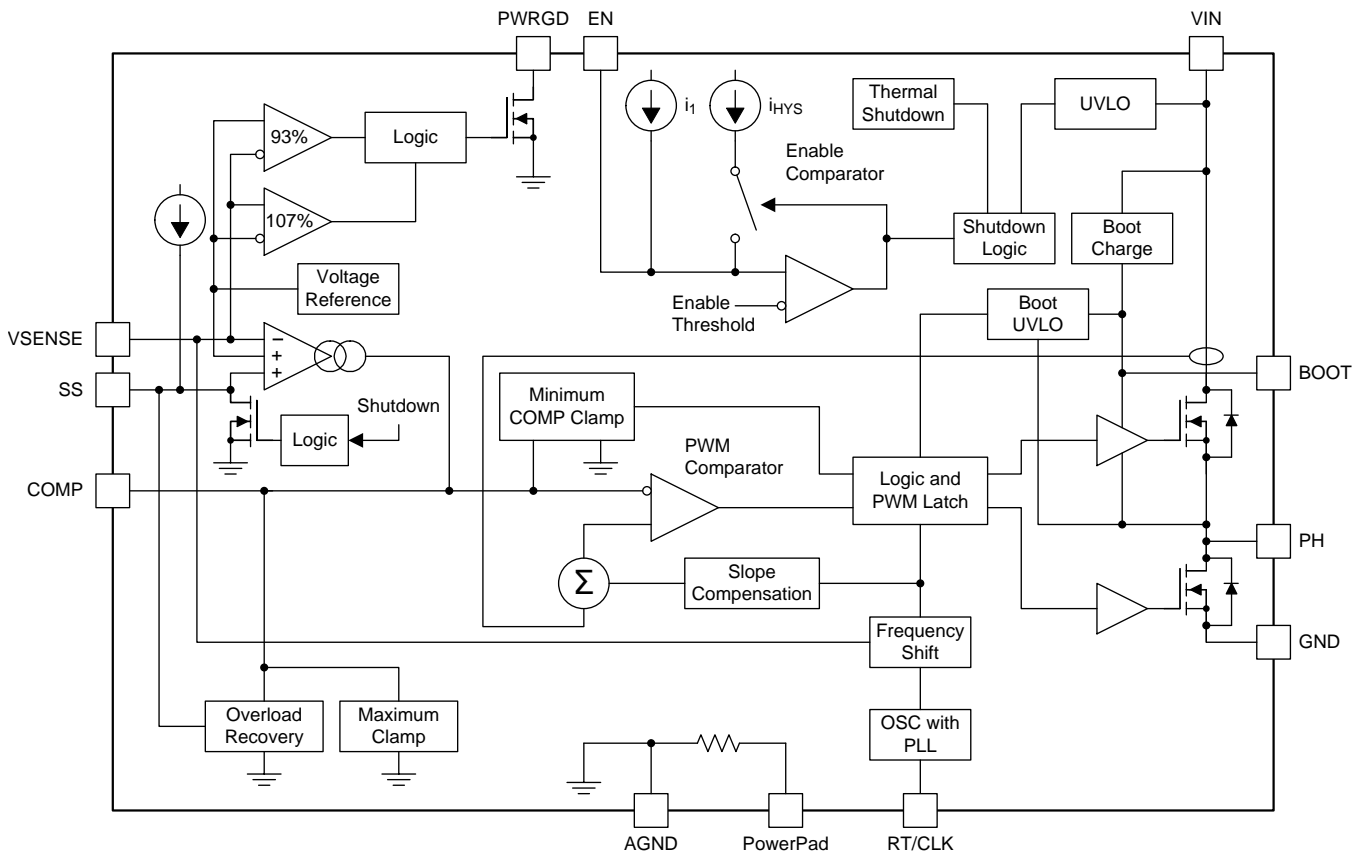 PWRGD
EN
VIN
93%
Logic
i1
iHYS
Thermal
Shutdown
UVLO
Enable
Comparator
107%
Shutdown
Logic
Boot
Charge
Voltage
Reference
Enable
Threshold
Boot
UVLO
VSENSE
−
+
+
SS
BOOT
Shutdown
Logic
Minimum
COMP Clamp
PWM
Comparator
COMP
Logic and
PWM Latch
PH
Σ
Slope
Compensation
Frequency
Shift
GND
Overload
Recovery
Maximum
Clamp
OSC with
PLL
AGND
PowerPad
RT/CLK